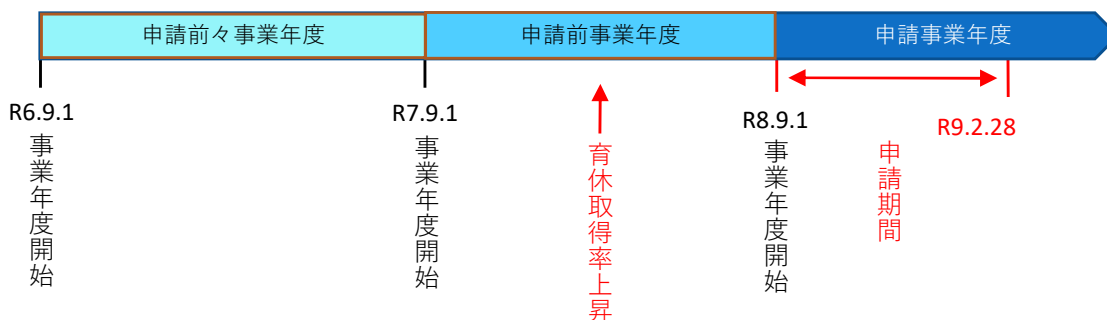 申請前々事業年度
申請前事業年度
申請事業年度
R6.9.1
R7.9.1
R8.9.1
R9.2.28
事業年度開始
事業年度開始
育休取得率上昇
事業年度開始
申請期間